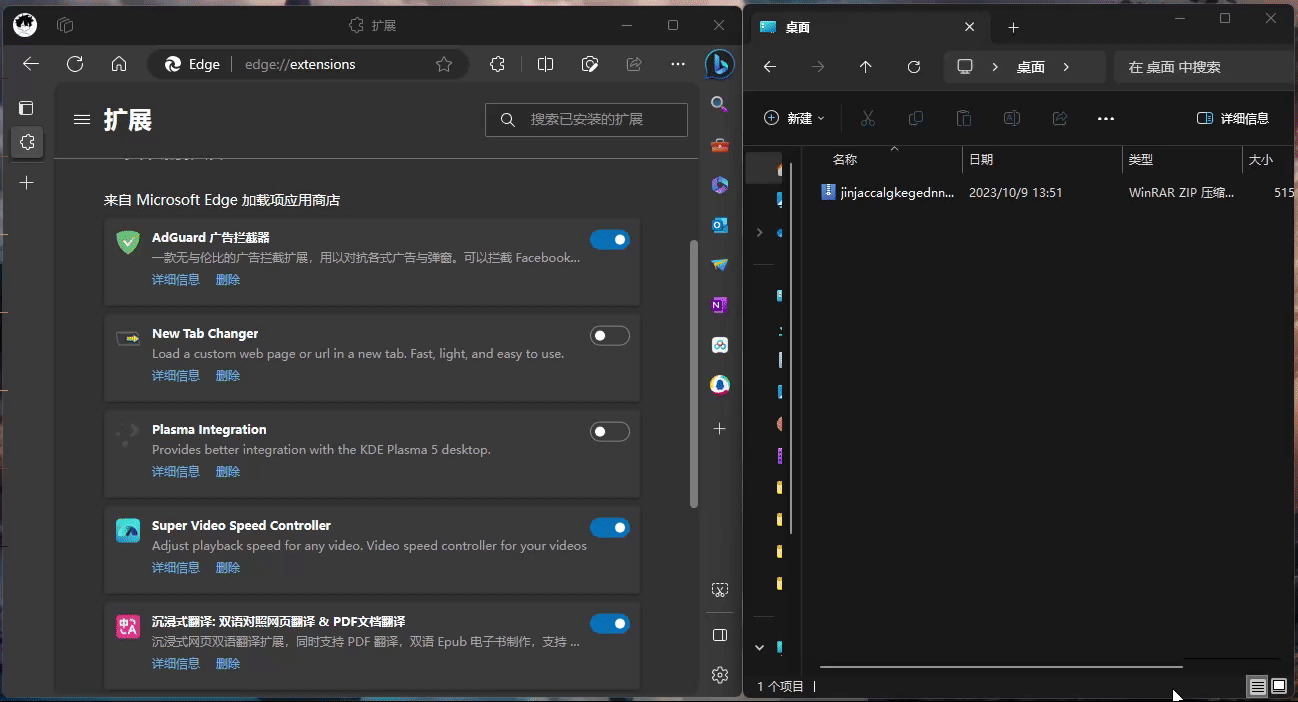 扩展
Edge
edge://extensions
扩展
搜索已安装的扩展
来自 Microsoft Edge 加载项应用商店
AdGuard 广告拦截器
一款无与伦比的广告拦截扩展，用以对抗各式广告与弹窗。可以拦截 Facebook...
详细信息 删除
New Tab Changer
Load a custom web page or url in a new tab. Fast, light, and easy to use.
详细信息 删除
Plasma Integration
Provides better integration with the KDE Plasma 5 desktop.
详细信息 删除
Super Video Speed Controller
Adjust playback speed for any video. Video speed controller for your videos
详细信息 删除
沉浸式翻译: 双语对照网页翻译 & PDF文档翻译
沉浸式网页双语翻译扩展，同时支持 PDF 翻译，双语 Epub 电子书制作，支持 ...
详细信息 删除
桌面
桌面
在 桌面 中搜索
新建
详细信息
名称 日期 类型 大小
jinjaccalgkegednn... 2023/10/9 13:51 WinRAR ZIP 压缩... 515
1 个项目